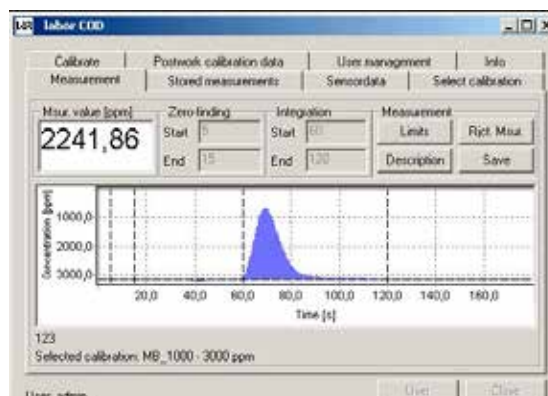 labor COD
Calibrate Postwork calibration data User management Info
Measurement Stored measurements Sensordata Select calibration
Msur. value [ppm] Zero-finding Integration Measurement
2241,86
Start 5 Start 60 Limits Rjct. Msur.
End 15 End 120 Description Save
Concentration [ppm]
1000,0
2000,0
3000,0
20,0 40,0 60,0 80,0 100,0 120,0 140,0 160,0
Time [s]
123
Selected calibration: MB_1000 - 3000 ppm
User: admin User Close